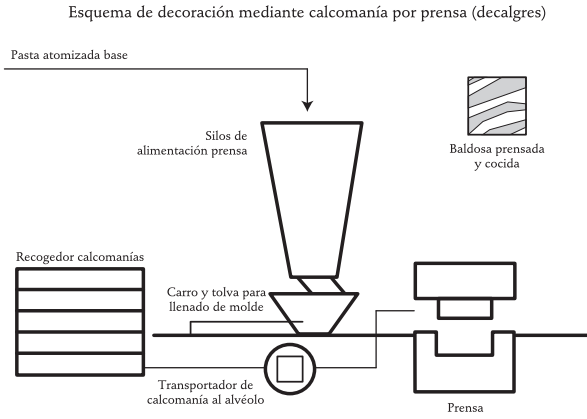 Esquema de decoración mediante calcomanía por prensa (decalgres)
Pasta atomizada base
Silos de
alimentación prensa
Baldosa prensada
y cocida
Recogedor calcomanías
Carro y tolva para
llenado de molde
Transportador de
calcomanía al alvéolo
Prensa